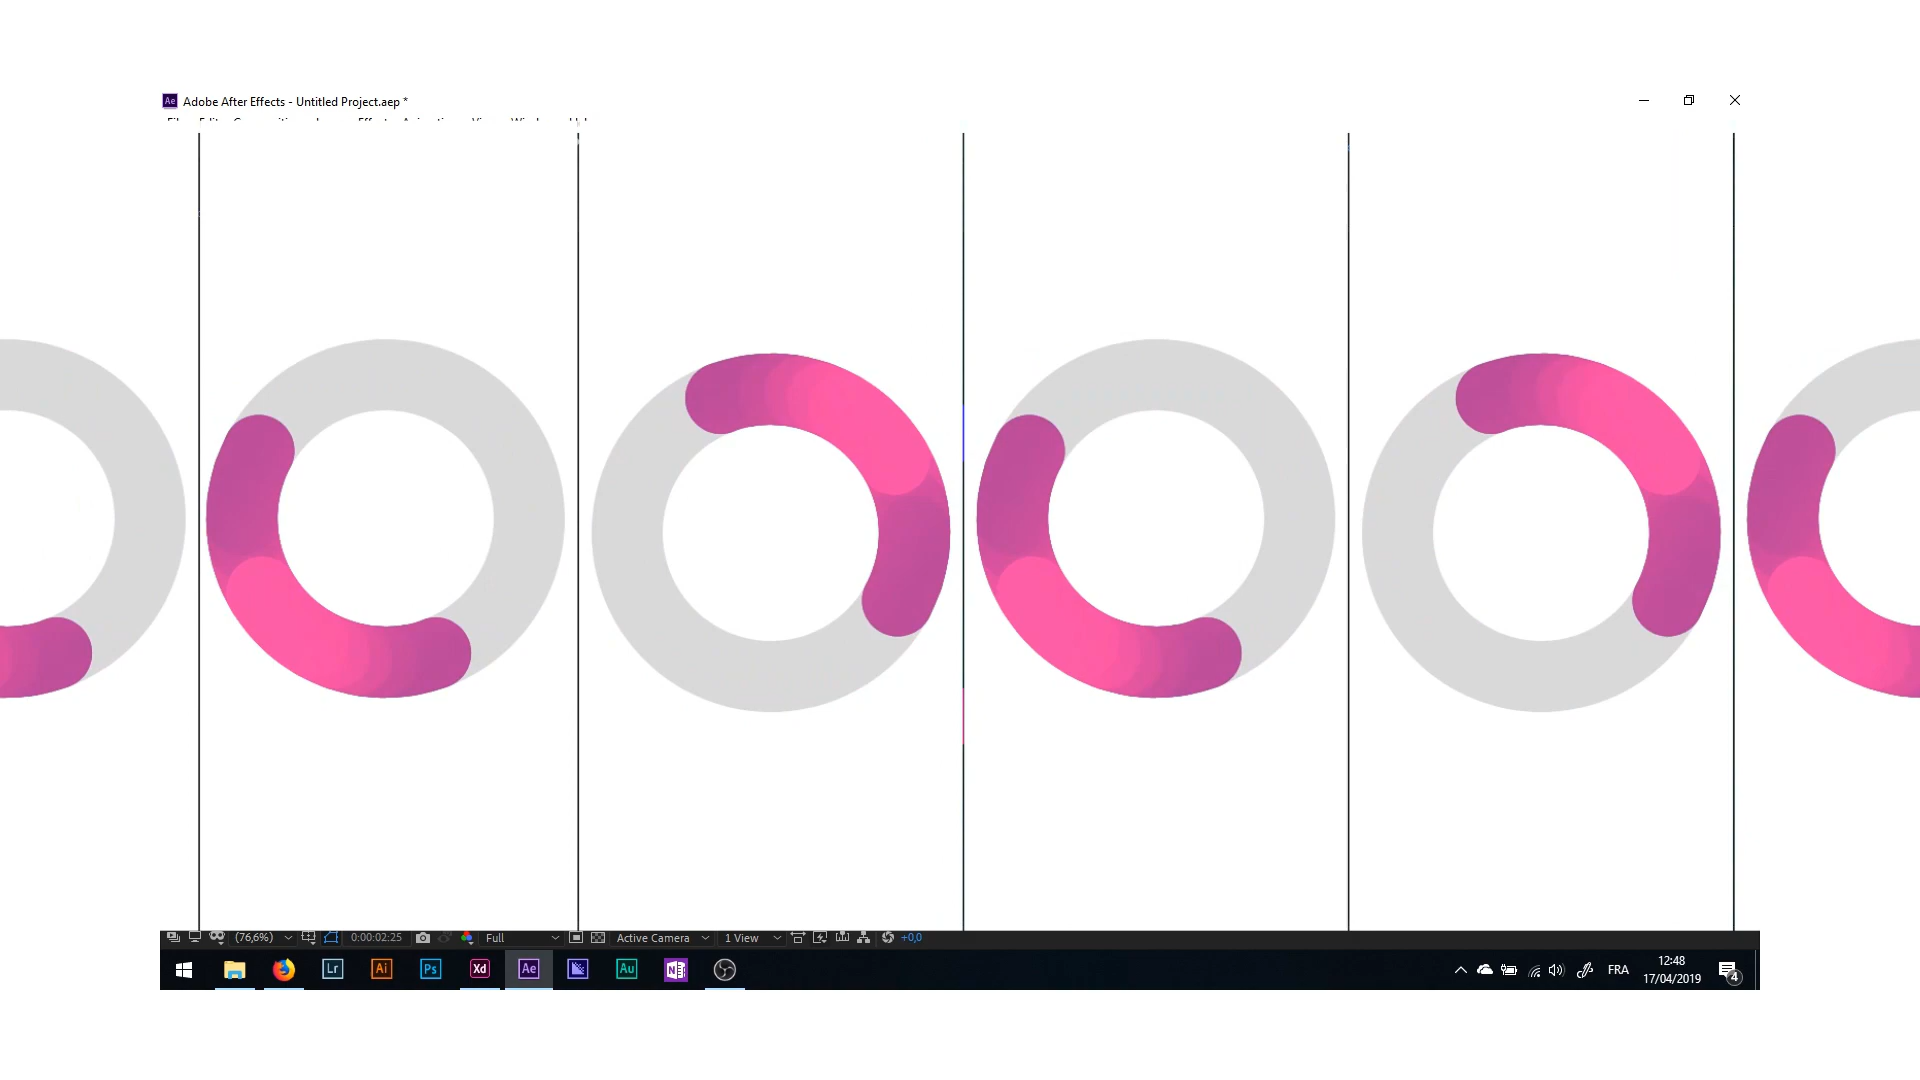 Ae Adobe After Effects - Untitled Project.aep *
(76,6%) 0:00:02:25 Full Active Camera 1 View +0,0
Lr Ai Ps Xd Ae Au N FRA 12:48
17/04/2019 4